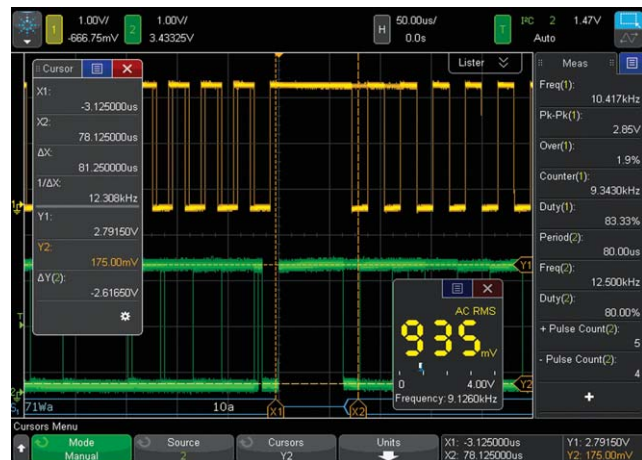 1 1.00V/ 2 1.00V/ H 50.00us/ T I²C 2 1.47V
-666.75mV 3.43325V 0.0s Auto
Cursor
Lister
Meas
X1:
-3.125000us
X2:
78.125000us
ΔX:
81.250000us
1/ΔX:
12.308kHz
Y1:
2.79150V
Y2:
175.00mV
ΔY(2):
-2.61650V
Freq(1):
10.417kHz
Pk-Pk(1):
2.85V
Over(1):
1.9%
Counter(1):
9.3430kHz
Duty(1):
83.33%
Period(2):
80.00us
Freq(2):
12.500kHz
Duty(2):
80.00%
+ Pulse Count(2):
5
- Pulse Count(2):
4
Y1
AC RMS
935 mV
0 4.00V
Frequency: 9.1260kHz
T
Y2
S₁ 71Wa 10a X1 X2
Cursors Menu
Mode
Manual
Source
2
Cursors
Y2
Units
X1: -3.125000us
X2: 78.125000us
Y1: 2.79150V
Y2: 175.00mV